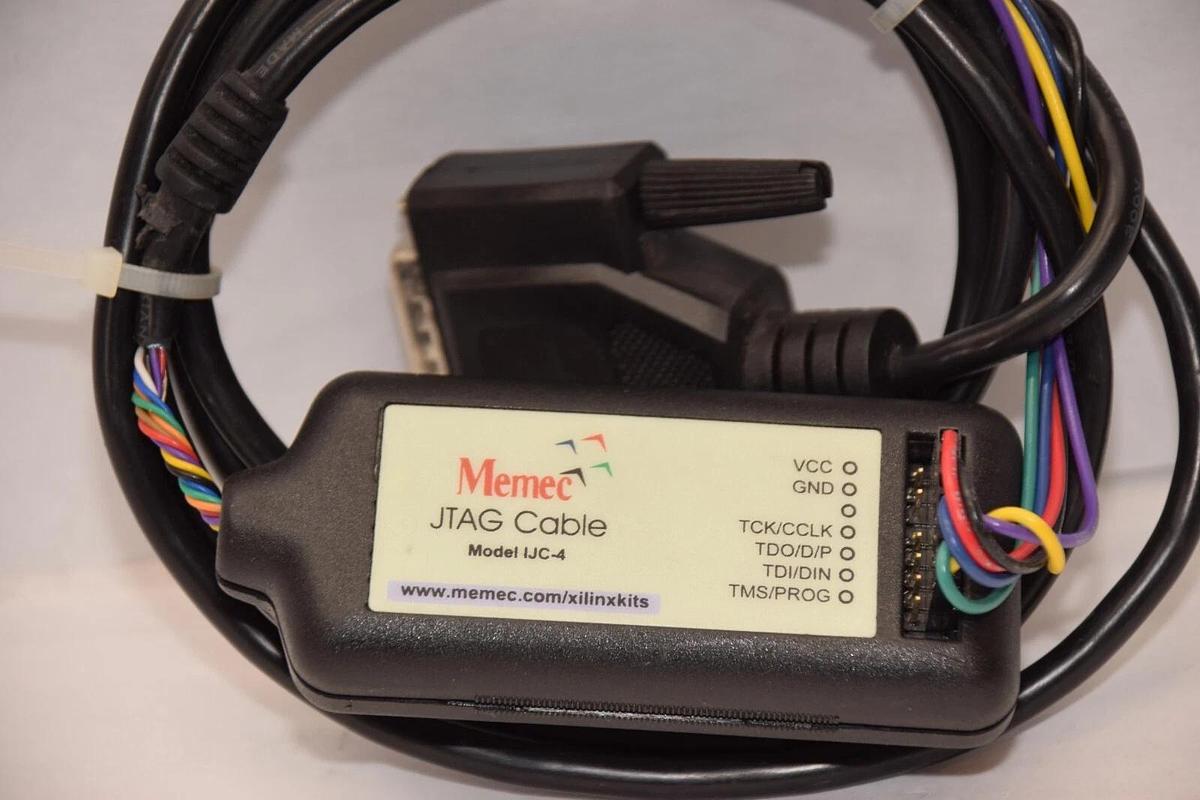 Memec
JTAG Cable
Model IJC-4
www.memec.com/xilinxkits
VCC
GND
TCK/CCLK
TDO/D/P
TDI/DIN
TMS/PROG